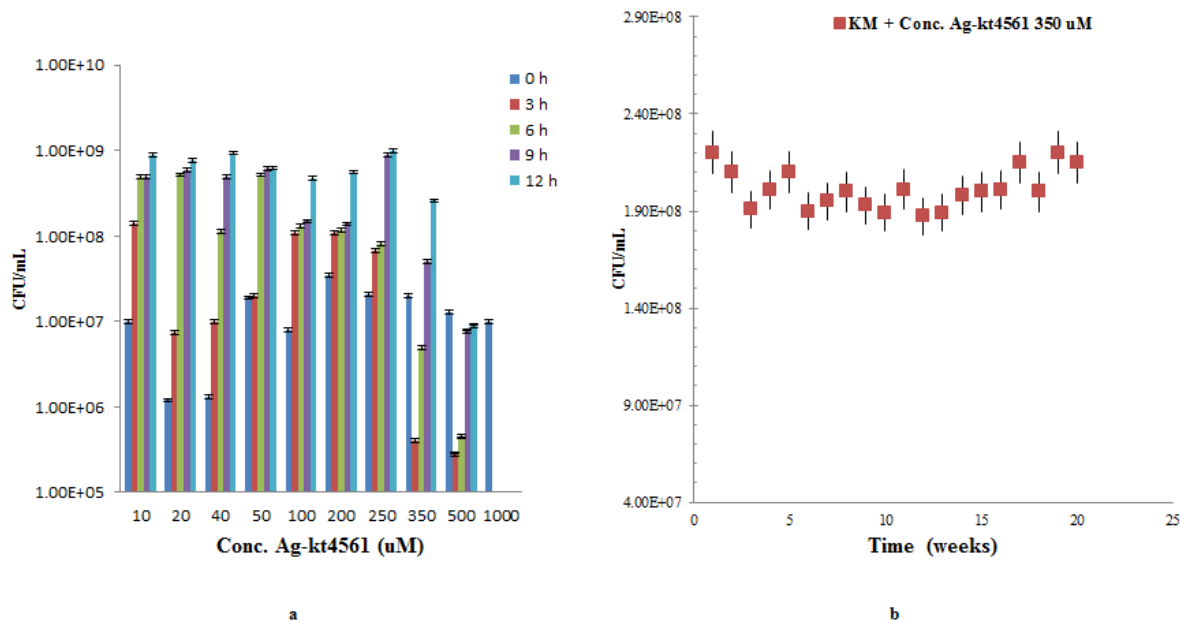 1.00E+10
1.00E+09
1.00E+08
1.00E+07
1.00E+06
1.00E+05
CFU/mL
10 20 40 50 100 200 250 350 500 1000
Conc. Ag-kt4561 (uM)
0 h
3 h
6 h
9 h
12 h
a
2.90E+08
2.40E+08
1.90E+08
1.40E+08
9.00E+07
4.00E+07
CFU/mL
0 5 10 15 20 25
Time (weeks)
KM + Conc. Ag-kt4561 350 uM
b